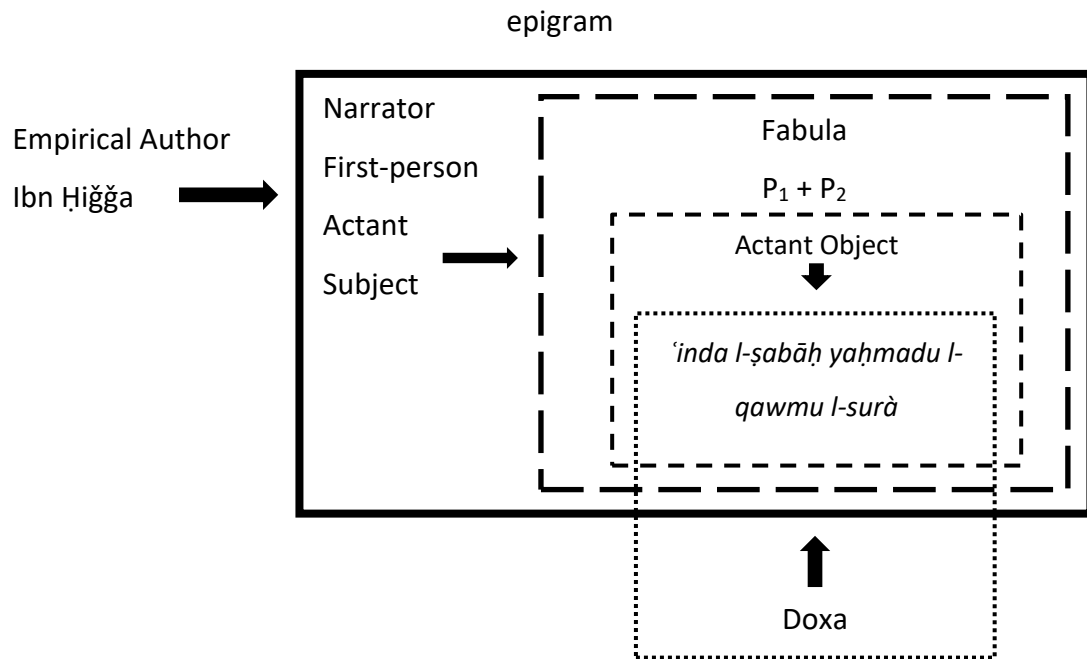 epigram
Empirical Author
Ibn Ḥiǧǧa
Narrator
First-person
Actant
Subject
Fabula
P₁ + P₂
Actant Object
ʿinda l-ṣabāḥ yaḥmadu l-
qawmu l-surà
Doxa